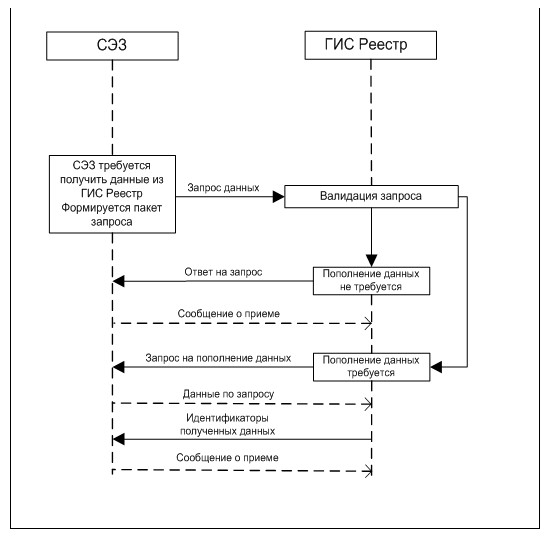 СЭЗ
ГИС Реестр
СЭЗ требуется
получить данные из
ГИС Реестр
Формируется пакет
запроса
Запрос данных
Валидация запроса
Ответ на запрос
Пополнение данных
не требуется
Сообщение о приеме
Запрос на пополнение данных
Пополнение данных
требуется
Данные по запросу
Идентификаторы
полученных данных
Сообщение о приеме